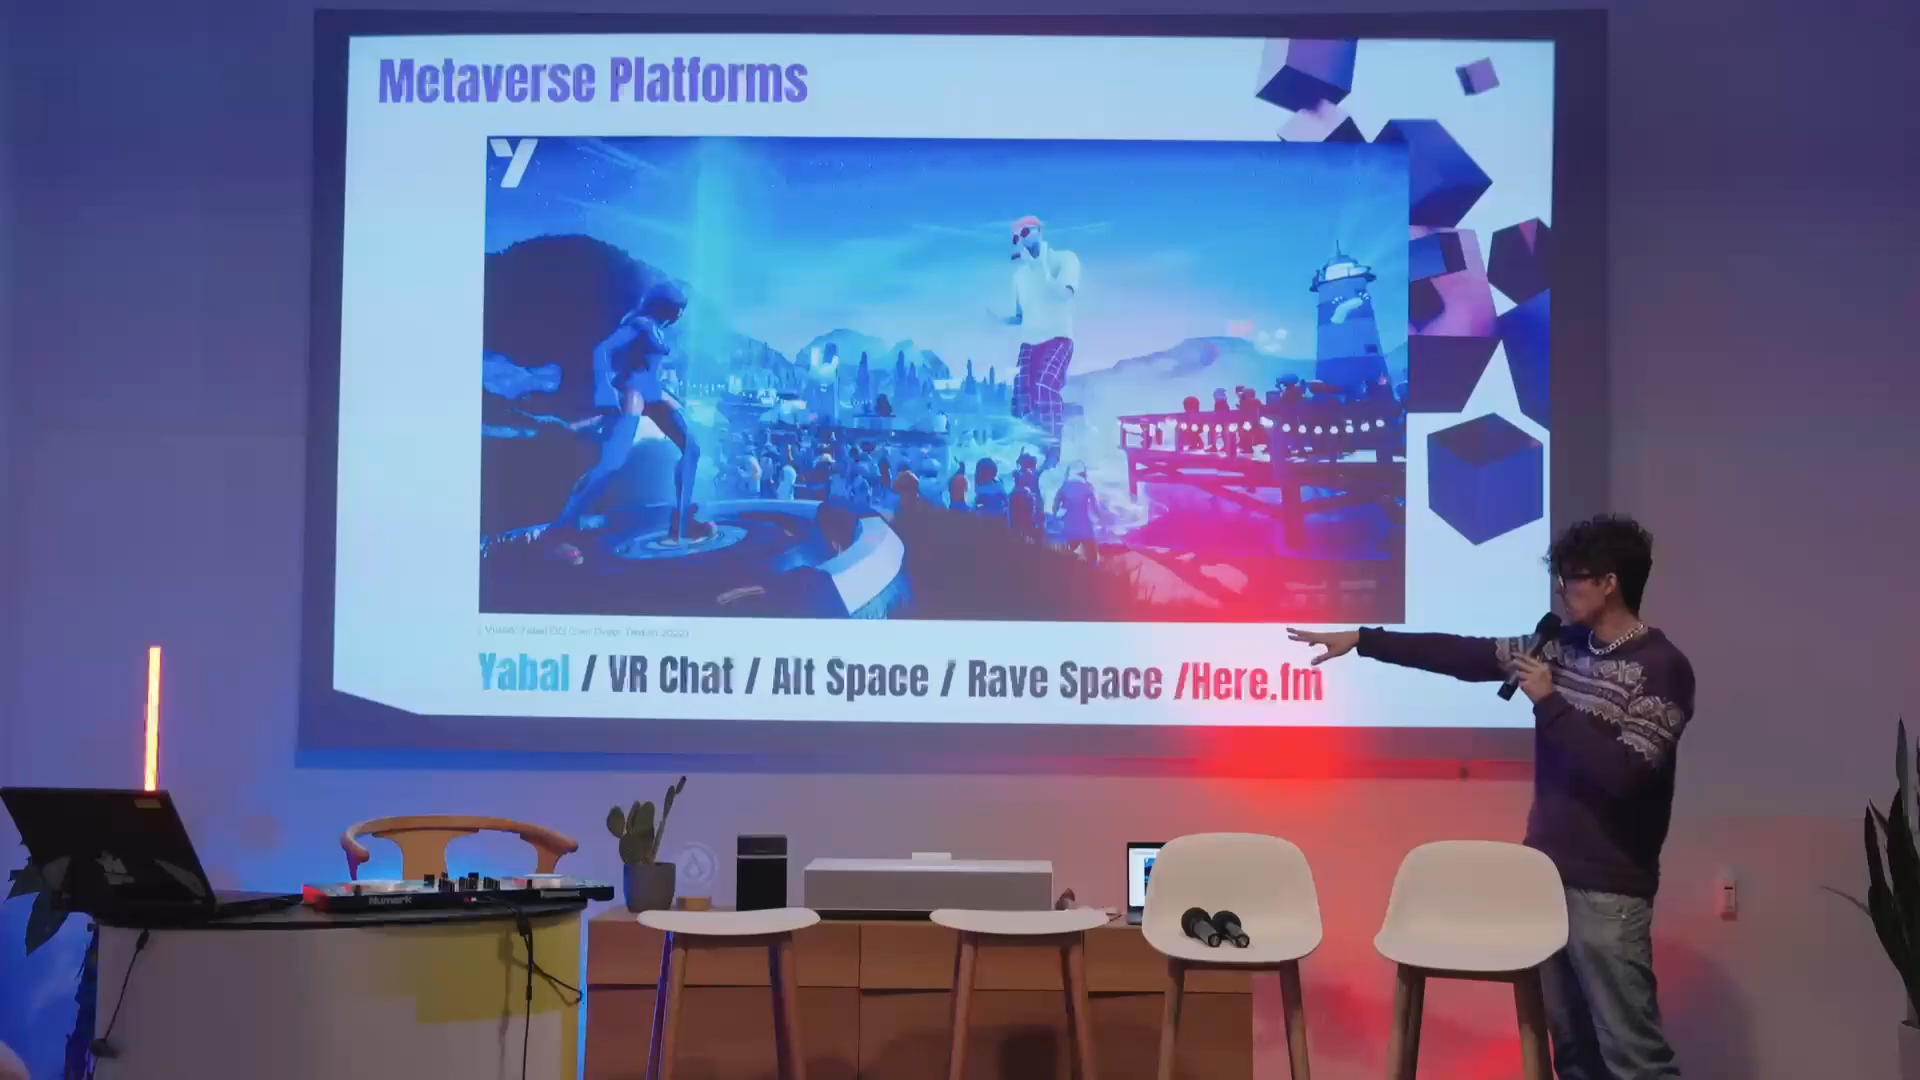 Metaverse Platforms
Y
Yabal / VR Chat / Alt Space / Rave Space /Here.fm
Numark